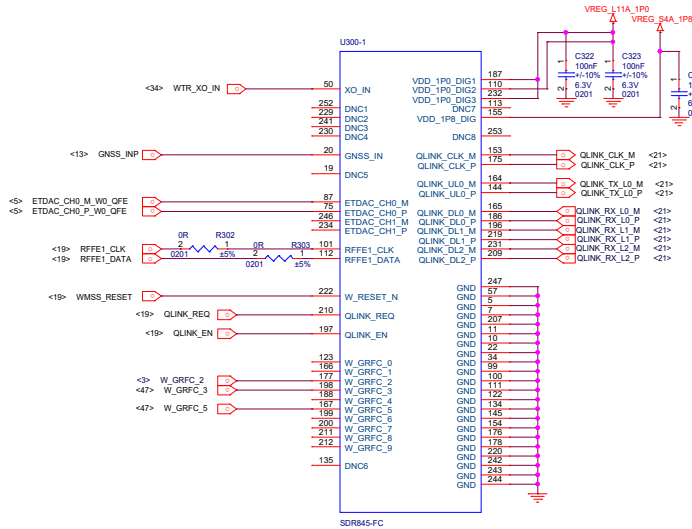 VREG_L11A_1P0
VREG_S4A_1P8
U300-1
C322
100nF
+/-10%
6.3V
0201
1
2
C323
100nF
+/-10%
6.3V
0201
1
2
1
2
<34> WTR_XO_IN 50 XO_IN
252 DNC1
229 DNC2
241 DNC3
230 DNC4
<13> GNSS_INP 20 GNSS_IN
19 DNC5
<5> ETDAC_CH0_M_W0_QFE 87 ETDAC_CH0_M
<5> ETDAC_CH0_P_W0_QFE 75 ETDAC_CH0_P
246 ETDAC_CH1_M
234 ETDAC_CH1_P
0R R302
0R R303
<19> RFFE1_CLK 2 1 101 RFFE1_CLK
0201 ±5%
<19> RFFE1_DATA 2 1 112 RFFE1_DATA
0201 ±5%
<19> WMSS_RESET 222 W_RESET_N
<19> QLINK_REQ 210 QLINK_REQ
<19> QLINK_EN 197 QLINK_EN
123 W_GRFC_0
166 W_GRFC_1
<3> W_GRFC_2 177 W_GRFC_2
<47> W_GRFC_3 198 W_GRFC_3
188 W_GRFC_4
<47> W_GRFC_5 167 W_GRFC_5
199 W_GRFC_6
200 W_GRFC_7
211 W_GRFC_8
212 W_GRFC_9
135 DNC6
VDD_1P0_DIG1 187
VDD_1P0_DIG2 110
VDD_1P0_DIG3 232
DNC7 113
VDD_1P8_DIG 155
DNC8 253
QLINK_CLK_M 153 QLINK_CLK_M <21>
QLINK_CLK_P 175 QLINK_CLK_P <21>
QLINK_UL0_M 164 QLINK_TX_L0_M <21>
QLINK_UL0_P 144 QLINK_TX_L0_P <21>
QLINK_DL0_M 165 QLINK_RX_L0_M <21>
QLINK_DL0_P 186 QLINK_RX_L0_P <21>
QLINK_DL1_M 196 QLINK_RX_L1_M <21>
QLINK_DL1_P 219 QLINK_RX_L1_P <21>
QLINK_DL2_M 231 QLINK_RX_L2_M <21>
QLINK_DL2_P 209 QLINK_RX_L2_P <21>
GND 247
GND 57
GND 5
GND 7
GND 207
GND 11
GND 10
GND 22
GND 34
GND 99
GND 100
GND 111
GND 122
GND 134
GND 145
GND 154
GND 176
GND 178
GND 220
GND 242
GND 243
GND 244
SDR845-FC